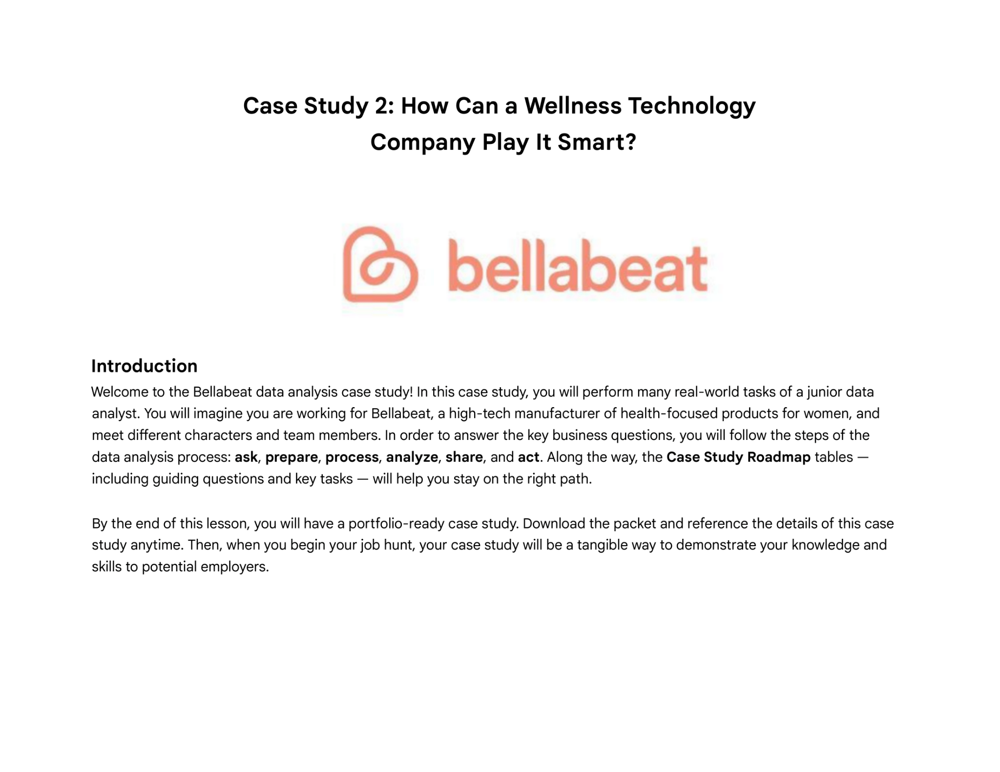 Case Study 2: How Can a Wellness Technology
Company Play It Smart?
bellabeat
Introduction
Welcome to the Bellabeat data analysis case study! In this case study, you will perform many real-world tasks of a junior data
analyst. You will imagine you are working for Bellabeat, a high-tech manufacturer of health-focused products for women, and
meet different characters and team members. In order to answer the key business questions, you will follow the steps of the
data analysis process: ask, prepare, process, analyze, share, and act. Along the way, the Case Study Roadmap tables —
including guiding questions and key tasks — will help you stay on the right path.
By the end of this lesson, you will have a portfolio-ready case study. Download the packet and reference the details of this case
study anytime. Then, when you begin your job hunt, your case study will be a tangible way to demonstrate your knowledge and
skills to potential employers.